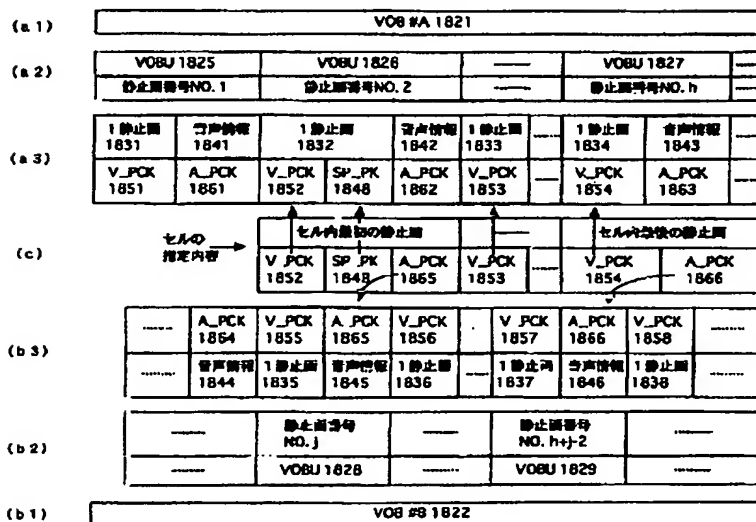 (a1) VOB #A 1821
(a2) VOBU 1825 VOBU 1826 —— VOBU 1827 ......
静止画番号NO. 1 静止画番号NO. 2 —— 静止画番号NO. h ......
(a3) 1静止画 音声情報 1静止画 音声情報 1静止画 ...... 1静止画 音声情報 ......
1831 1841 1832 1842 1833 1834 1843
V_PCK A_PCK V_PCK SP_PK A_PCK V_PCK ...... V_PCK A_PCK ......
1851 1861 1852 1848 1862 1853 1854 1863
(c) セルの指定内容 セル内最初の静止画 —— セル内最後の静止画
V_PCK SP_PK A_PCK V_PCK ...... V_PCK A_PCK
1852 1848 1865 1853 1854 1866
(b3) ...... A_PCK V_PCK A_PCK V_PCK . V_PCK A_PCK V_PCK ......
1864 1855 1865 1856 1857 1866 1858
...... 音声情報 1静止画 音声情報 1静止画 —— 1静止画 音声情報 1静止画 ......
1844 1835 1845 1836 1837 1846 1838
(b2) —— 静止画番号 —— 静止画番号 ——
NO. j NO. h+j-2
—— VOBU 1828 ...... VOBU 1829 ......
(b1) VOB #B 1822